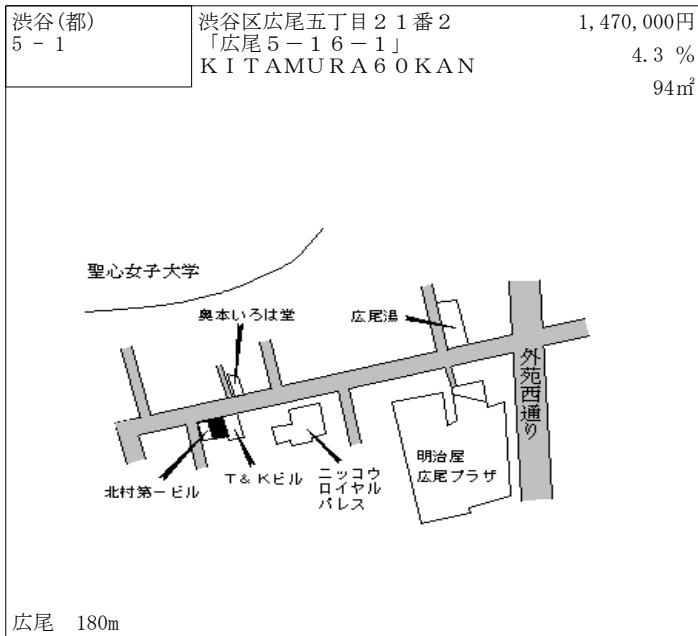 渋谷(都)
5 - 1
渋谷区広尾五丁目２１番２
「広尾５－１６－１」
ＫＩＴＡＭＵＲＡ６０ＫＡＮ
1,470,000円
4.3 %
94㎡
聖心女子大学
奥本いろは堂
広尾湯
外苑西通り
北村第一ビル
T & Kビル
ニッコウ
ロイヤル
パレス
明治屋
広尾プラザ
広尾　180m